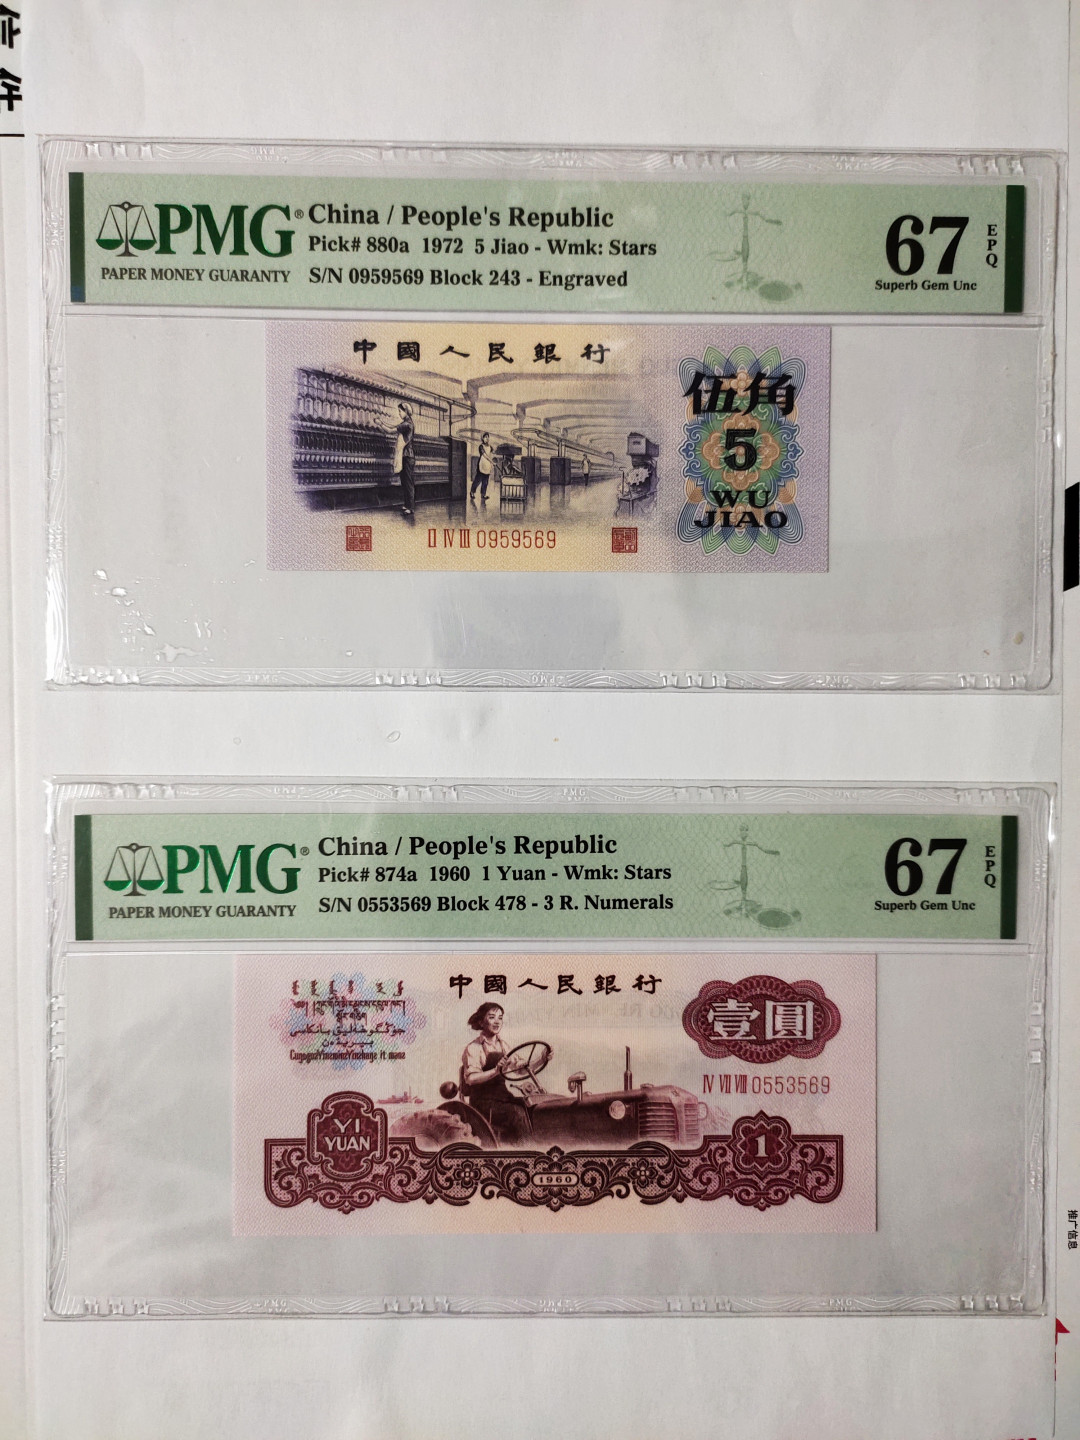 PMG®
PAPER MONEY GUARANTY
China / People's Republic
Pick# 880a 1972 5 Jiao - Wmk: Stars
S/N 0959569 Block 243 - Engraved
67
EPQ
Superb Gem Unc
中國人民銀行
伍角
5
WU
JIAO
Ⅱ Ⅳ Ⅲ 0959569
PMG®
PAPER MONEY GUARANTY
China / People's Republic
Pick# 874a 1960 1 Yuan - Wmk: Stars
S/N 0553569 Block 478 - 3 R. Numerals
67
EPQ
Superb Gem Unc
中國人民銀行
壹圓
Ⅳ Ⅶ Ⅷ 0553569
YI
YUAN
1
1960
推广信息